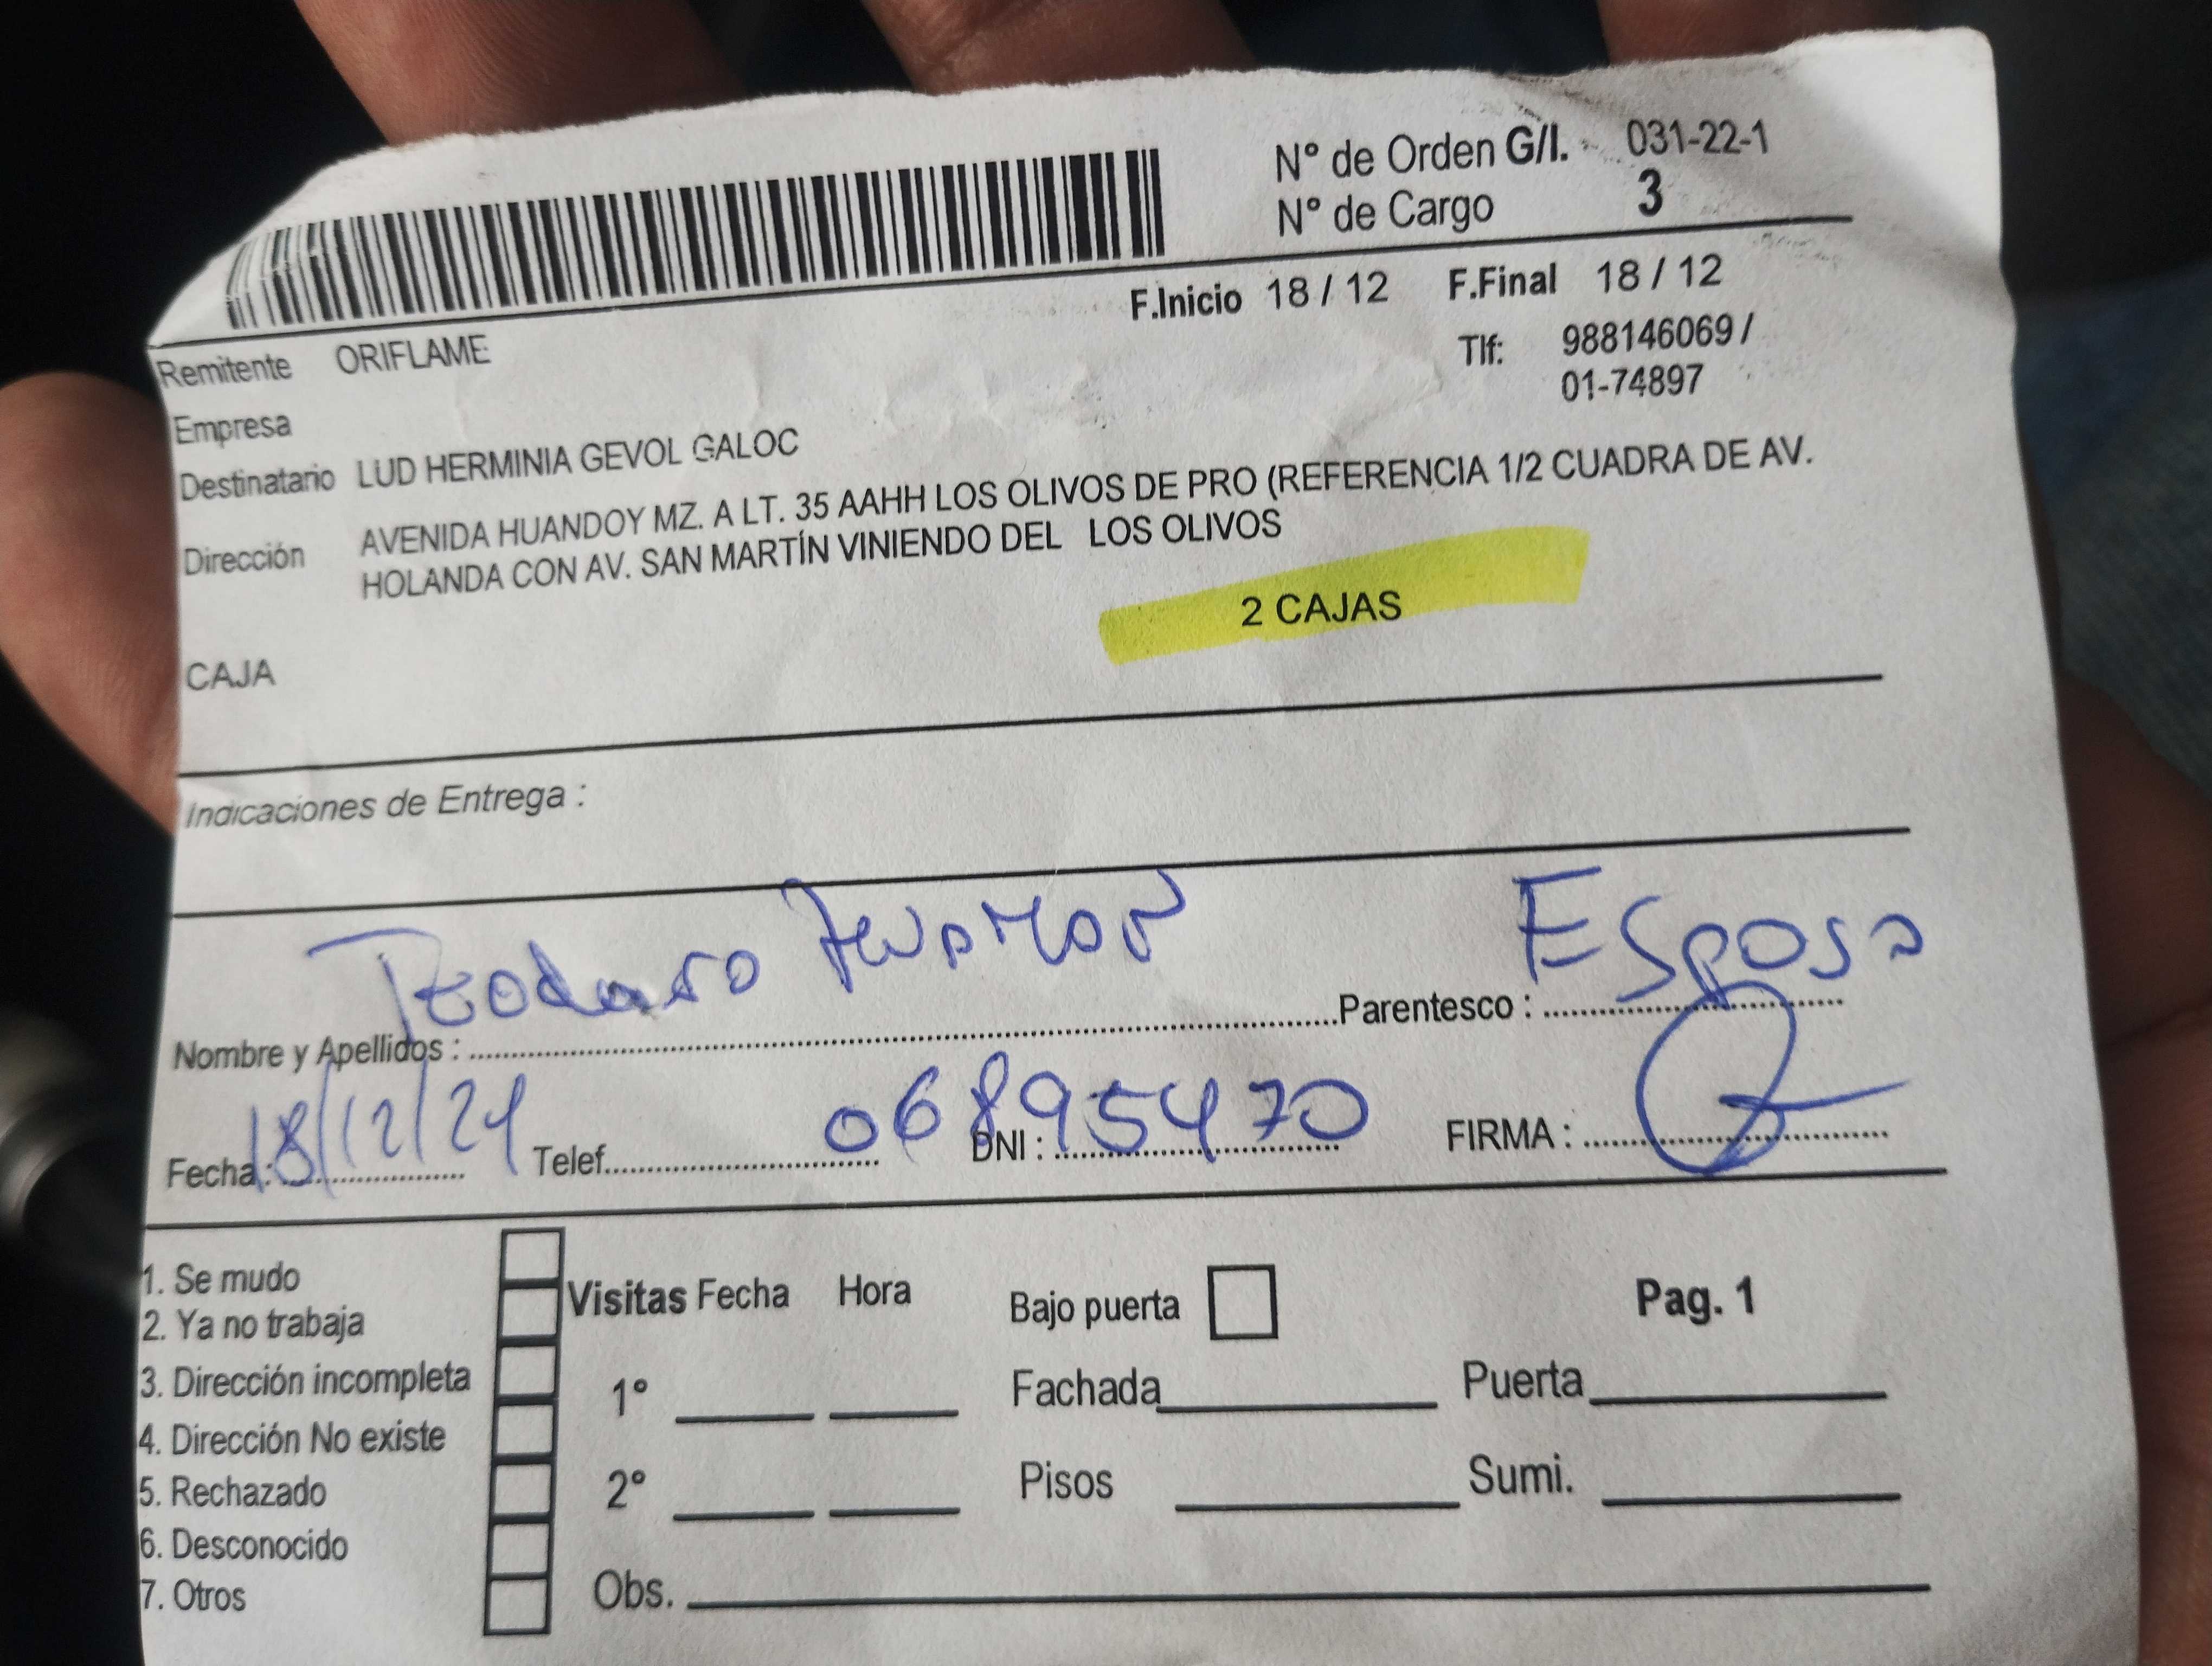 N° de Orden G/I. 031-22-1
N° de Cargo 3
F.Inicio 18 / 12 F.Final 18 / 12
Remitente ORIFLAME Tlf: 988146069 /
01-74897
Empresa
Destinatario LUD HERMINIA GEVOL GALOC
Dirección AVENIDA HUANDOY MZ. A LT. 35 AAHH LOS OLIVOS DE PRO (REFERENCIA 1/2 CUADRA DE AV.
HOLANDA CON AV. SAN MARTÍN VINIENDO DEL LOS OLIVOS
2 CAJAS
CAJA
Indicaciones de Entrega :
Nombre y Apellidos : Teodoro Parentesco : Esposo
Fecha : 18/12/24 Telef. DNI : 06895470 FIRMA :
1. Se mudo
2. Ya no trabaja
3. Dirección incompleta
4. Dirección No existe
5. Rechazado
6. Desconocido
7. Otros
Visitas Fecha Hora
1°
2°
Obs.
Bajo puerta Pag. 1
Fachada Puerta
Pisos Sumi.